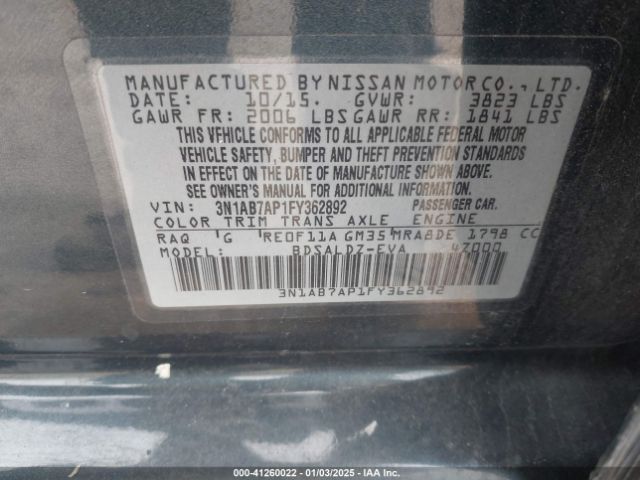 MANUFACTURED BY NISSAN MOTOR CO., LTD.
DATE: 10/15. GVWR: 3823 LBS
GAWR FR: 2006 LBS GAWR RR: 1841 LBS
THIS VEHICLE CONFORMS TO ALL APPLICABLE FEDERAL MOTOR
VEHICLE SAFETY, BUMPER AND THEFT PREVENTION STANDARDS
IN EFFECT ON THE DATE OF MANUFACTURE SHOWN ABOVE.
SEE OWNER'S MANUAL FOR ADDITIONAL INFORMATION.
VIN: 3N1AB7AP1FY362892 PASSENGER CAR.
COLOR TRIM TRANS AXLE ENGINE
RAQ G RE0F11A GM35 MRA8DE 1798 CC
MODEL: BDSALDZ-EVA 47000
3N1AB7AP1FY362892
000-41260022 - 01/03/2025 - IAA Inc.